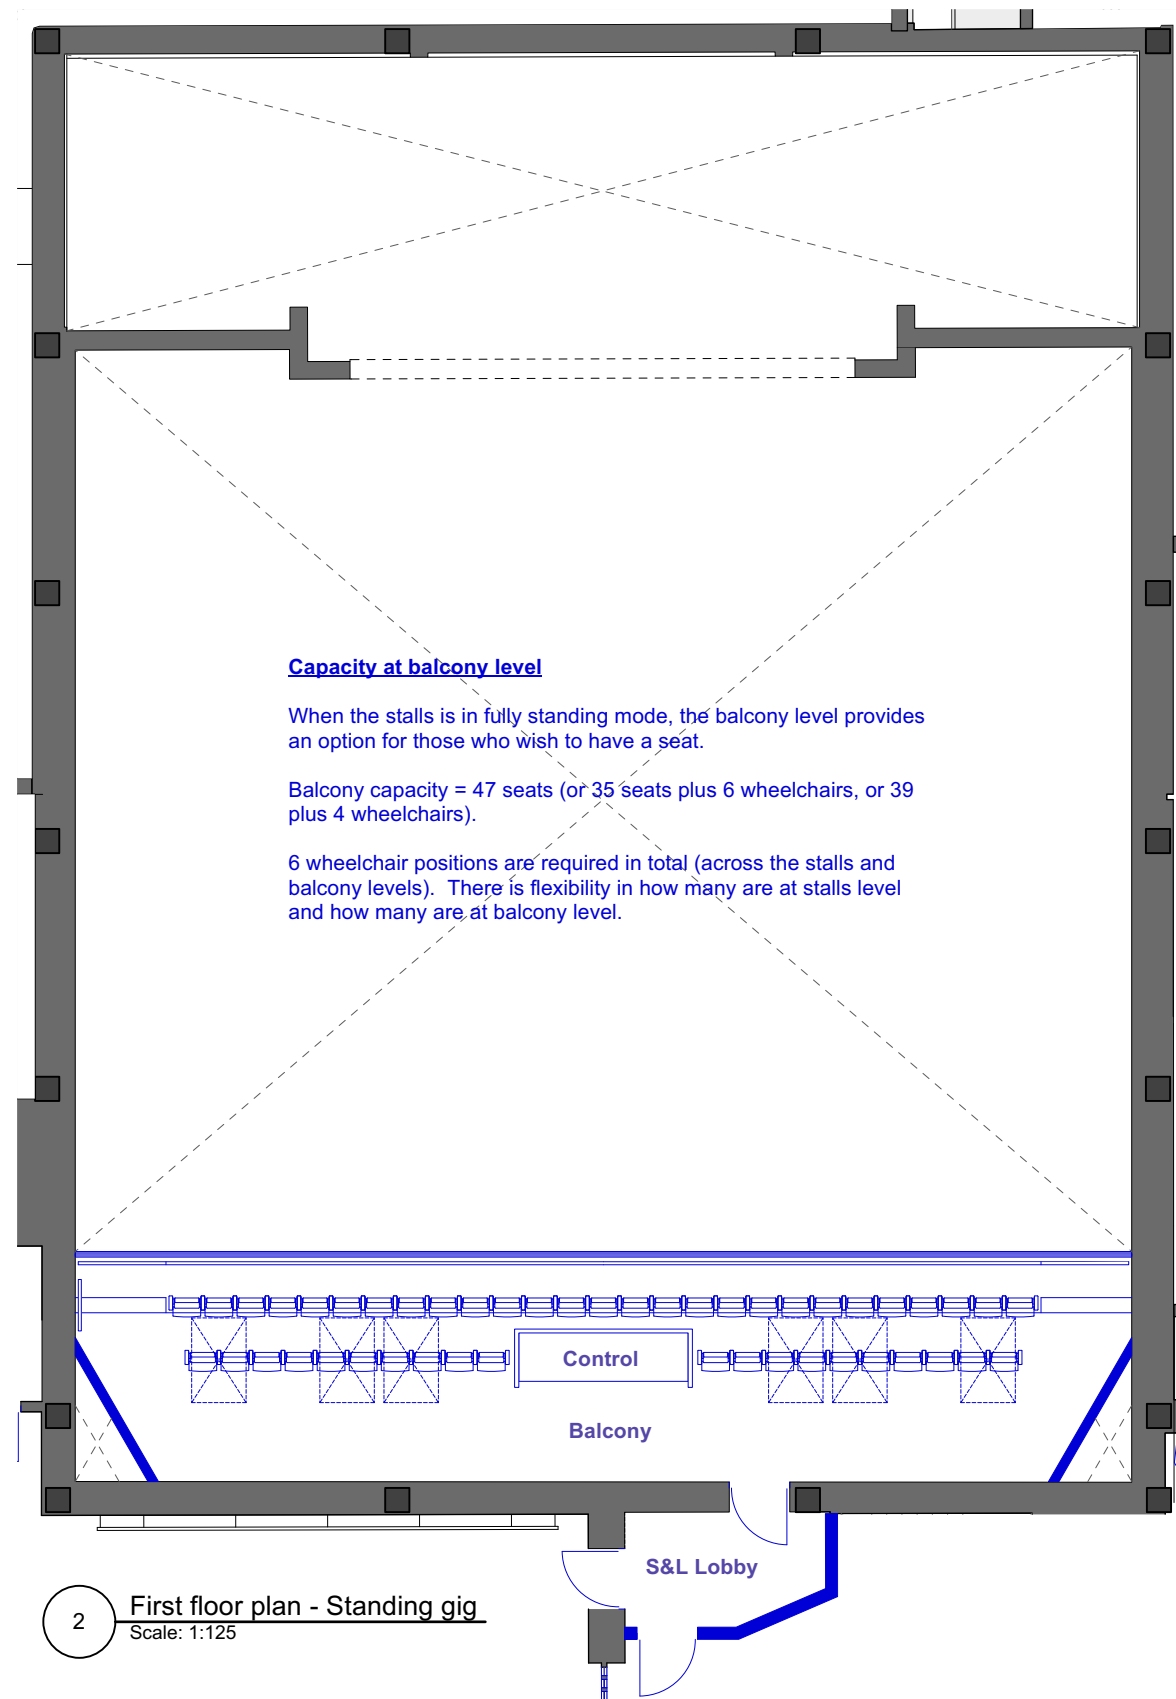 Capacity at balcony level
When the stalls is in fully standing mode, the balcony level provides
an option for those who wish to have a seat.
Balcony capacity = 47 seats (or 35 seats plus 6 wheelchairs, or 39
plus 4 wheelchairs).
6 wheelchair positions are required in total (across the stalls and
balcony levels).  There is flexibility in how many are at stalls level
and how many are at balcony level.
Control
Balcony
S&L Lobby
2
First floor plan - Standing gig
Scale: 1:125